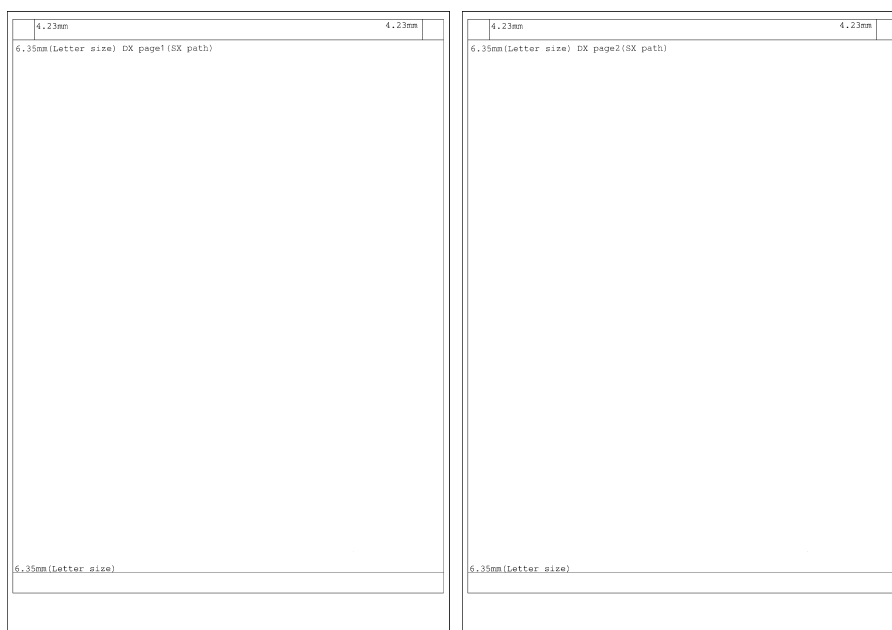 4.23mm 4.23mm
6.35mm(Letter size) DX page1(SX path)
6.35mm(Letter size)
4.23mm 4.23mm
6.35mm(Letter size) DX page2(SX path)
6.35mm(Letter size)